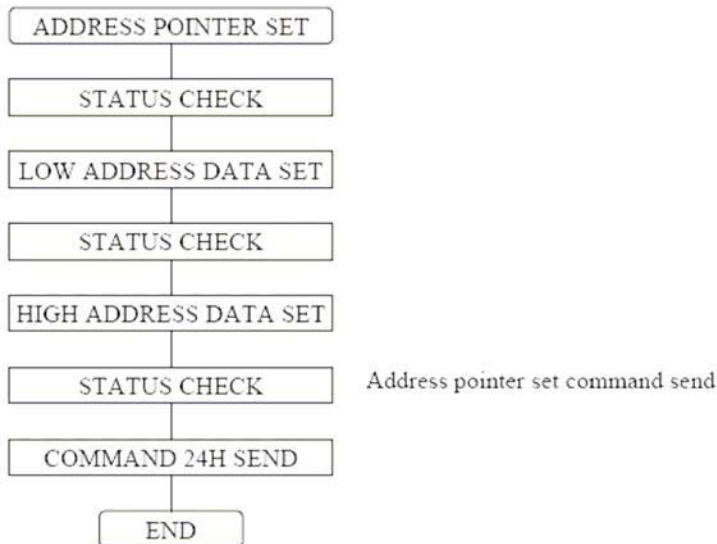 ADDRESS POINTER SET
STATUS CHECK
LOW ADDRESS DATA SET
STATUS CHECK
HIGH ADDRESS DATA SET
STATUS CHECK
Address pointer set command send
COMMAND 24H SEND
END